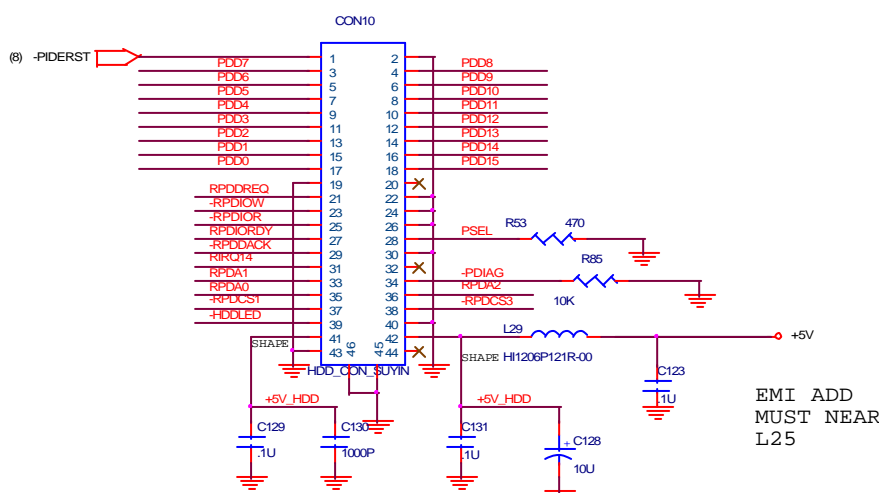 CON10
(8) -PIDERST
1 2
PDD7 3 4 PDD8
PDD6 5 6 PDD9
PDD5 7 8 PDD10
PDD4 9 10 PDD11
PDD3 11 12 PDD12
PDD2 13 14 PDD13
PDD1 15 16 PDD14
PDD0 17 18 PDD15
19 20
RPDDREQ 21 22
-RPDIOW 23 24
-RPDIOR 25 26
RPDIORDY 27 28 PSEL R53 470
-RPDDACK 29 30
RIRQ14 31 32 R85
RPDA1 33 34 -PDIAG
RPDA0 35 36 RPDA2 10K
-RPDCS1 37 38 -RPDCS3
-HDDLED 39 40
41 42 L29 +5V
SHAPE 43 46 45 44 SHAPE HI1206P121R-00
HDD_CON_SUYIN
C123
.1U
EMI ADD
MUST NEAR
L25
+5V_HDD +5V_HDD
C129 C130 C131 + C128
.1U 1000P .1U 10U